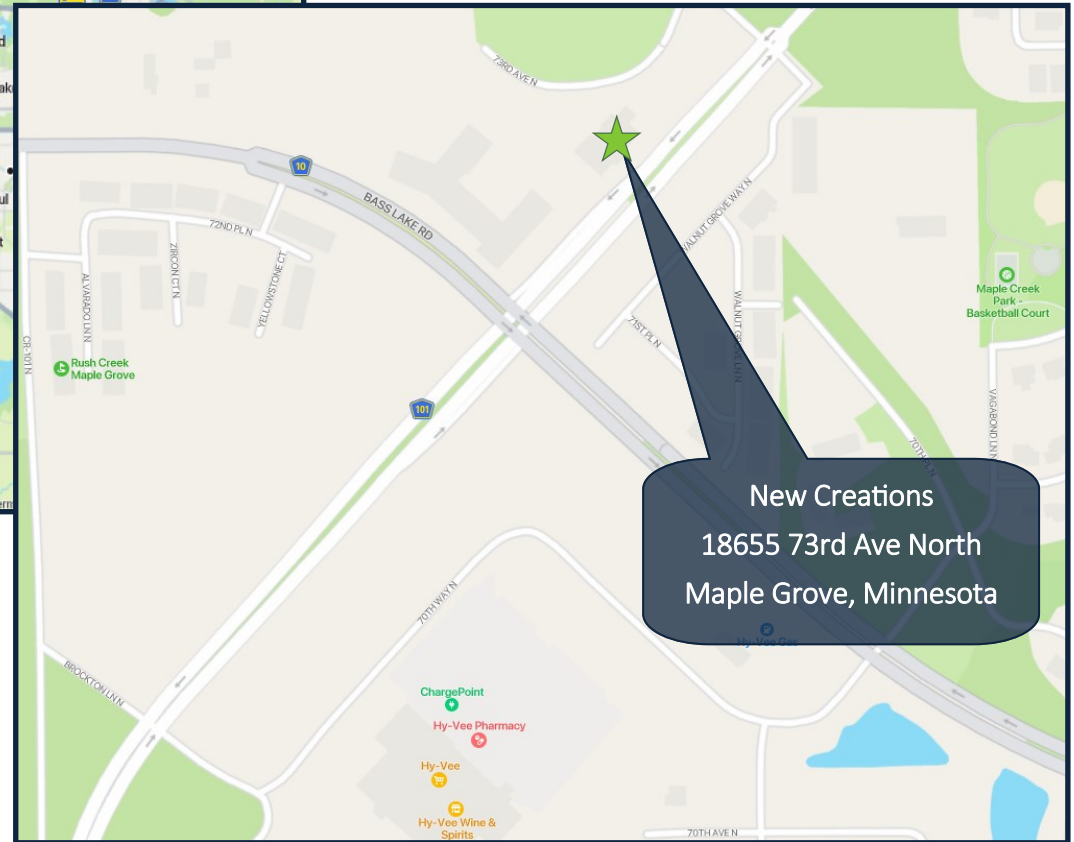 73RD AVE N
10
BASS LAKE RD
72ND PL N
ZIRCON CT N
YELLOWSTONE CT
ALVARADO LN N
CR-101 N
Rush Creek
Maple Grove
101
WALNUT GROVE WAY N
71ST PL N
WALNUT GROVE LN N
Maple Creek
Park -
Basketball Court
VAGABOND LN N
70TH PL N
New Creations
18655 73rd Ave North
Maple Grove, Minnesota
Hy-Vee Gas
70TH WAY N
BROCKTON LN N
ChargePoint
Hy-Vee Pharmacy
Hy-Vee
Hy-Vee Wine &
Spirits
70TH AVE N